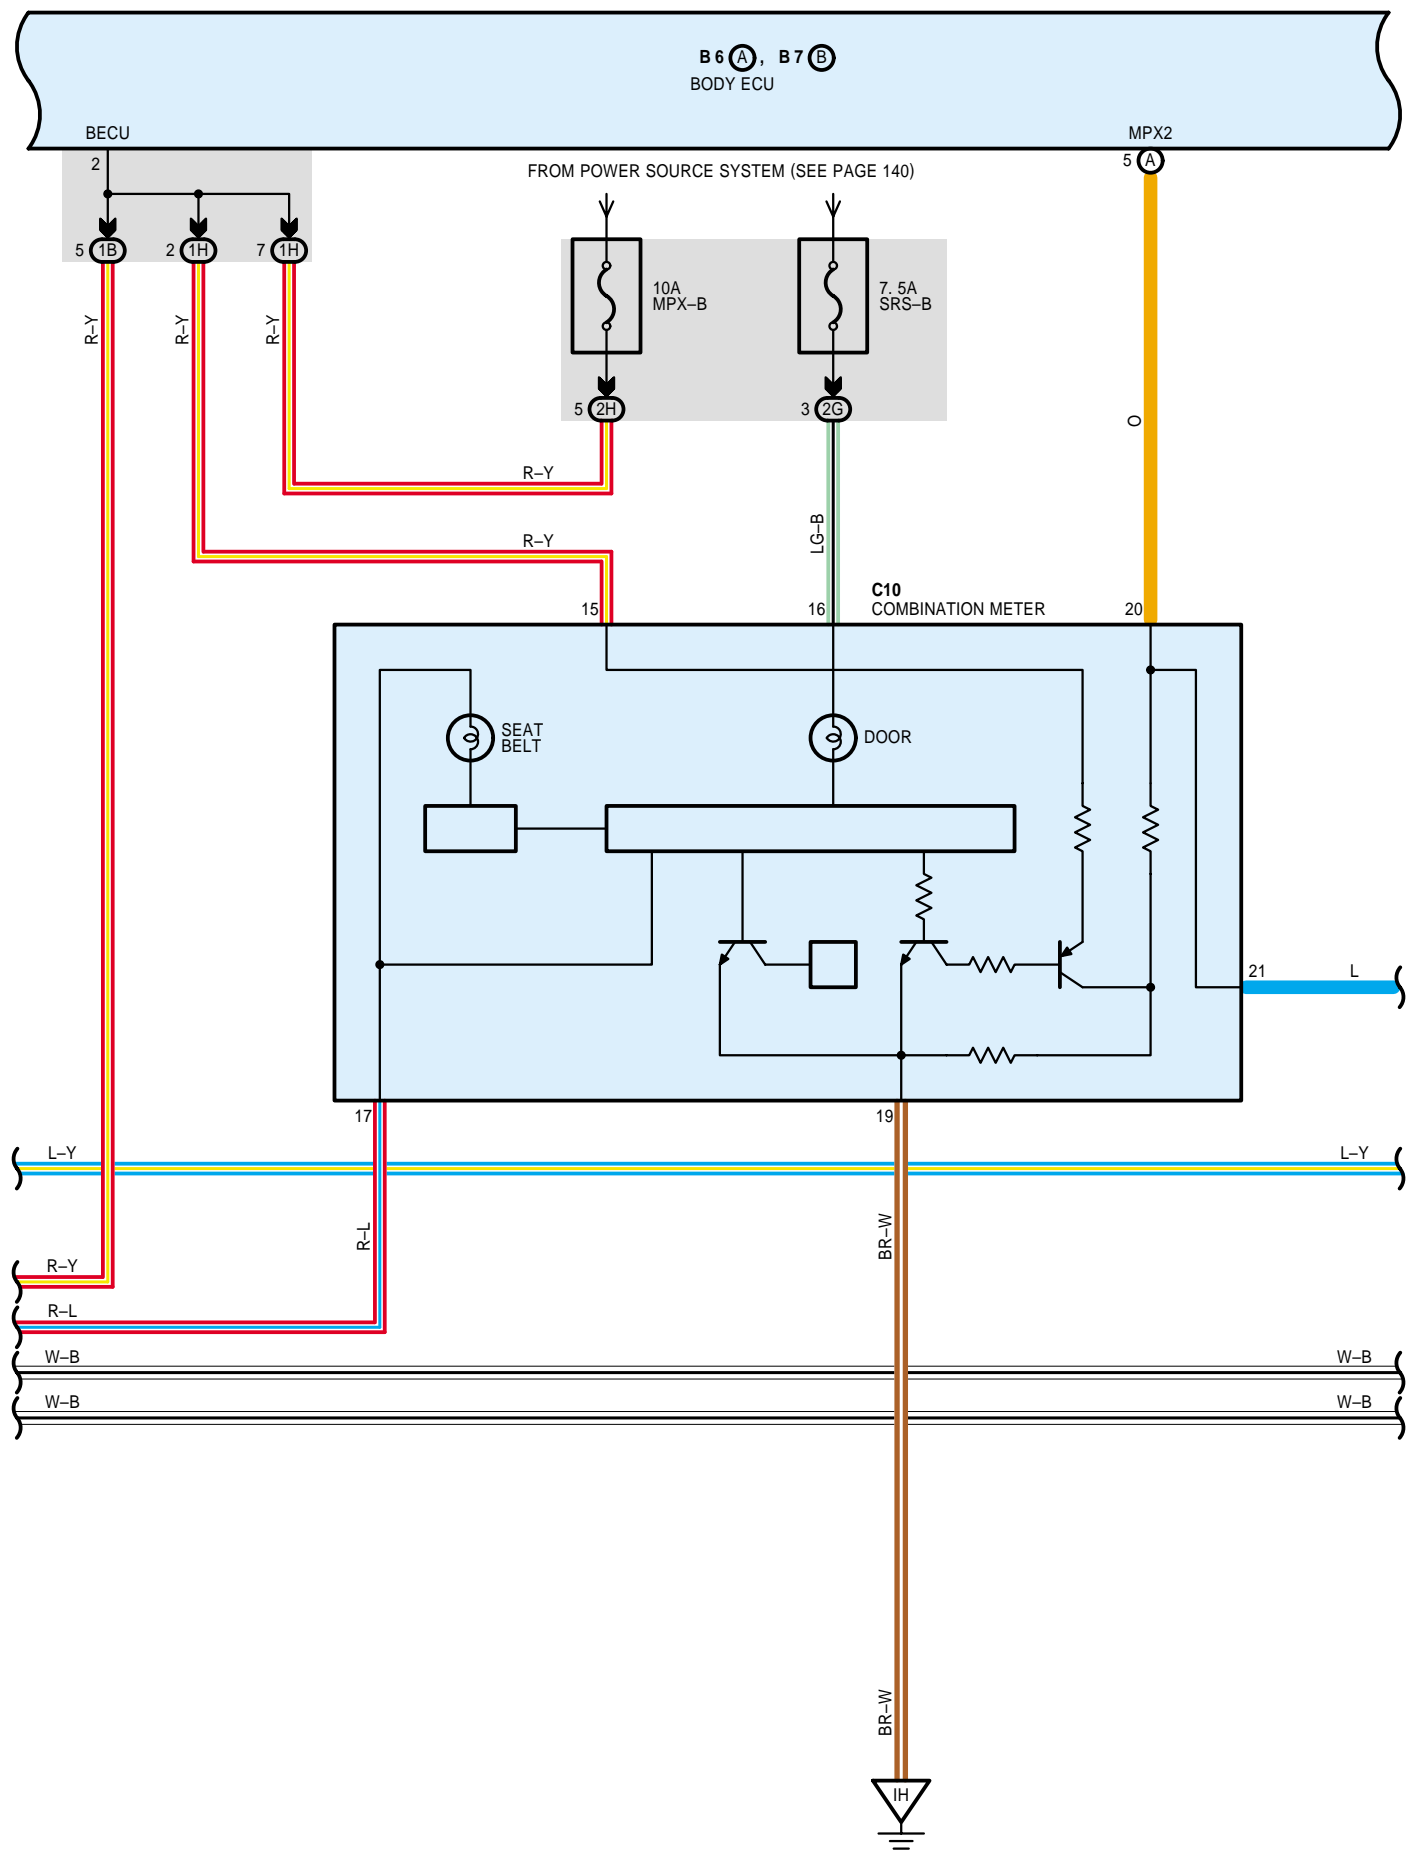 B 6 A , B 7 B
BODY ECU
BECU
MPX2
2
5 A
FROM POWER SOURCE SYSTEM (SEE PAGE 140)
5 1B
2 1H
7 1H
10A
MPX–B
7. 5A
SRS–B
R–Y
R–Y
R–Y
5 2H
3 2G
O
R–Y
LG–B
R–Y
C10
COMBINATION METER
15
16
20
SEAT
BELT
DOOR
21
L
17
19
L–Y
L–Y
R–L
BR–W
R–Y
R–L
W–B
W–B
W–B
W–B
BR–W
IH